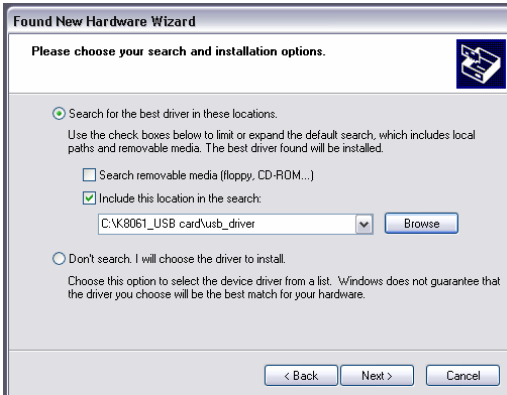 Found New Hardware Wizard
Please choose your search and installation options.
Search for the best driver in these locations.
Use the check boxes below to limit or expand the default search, which includes local
paths and removable media. The best driver found will be installed.
Search removable media (floppy, CD-ROM...)
Include this location in the search:
C:\K8061_USB card\usb_driver
Browse
Don't search. I will choose the driver to install.
Choose this option to select the device driver from a list. Windows does not guarantee that
the driver you choose will be the best match for your hardware.
< Back Next > Cancel